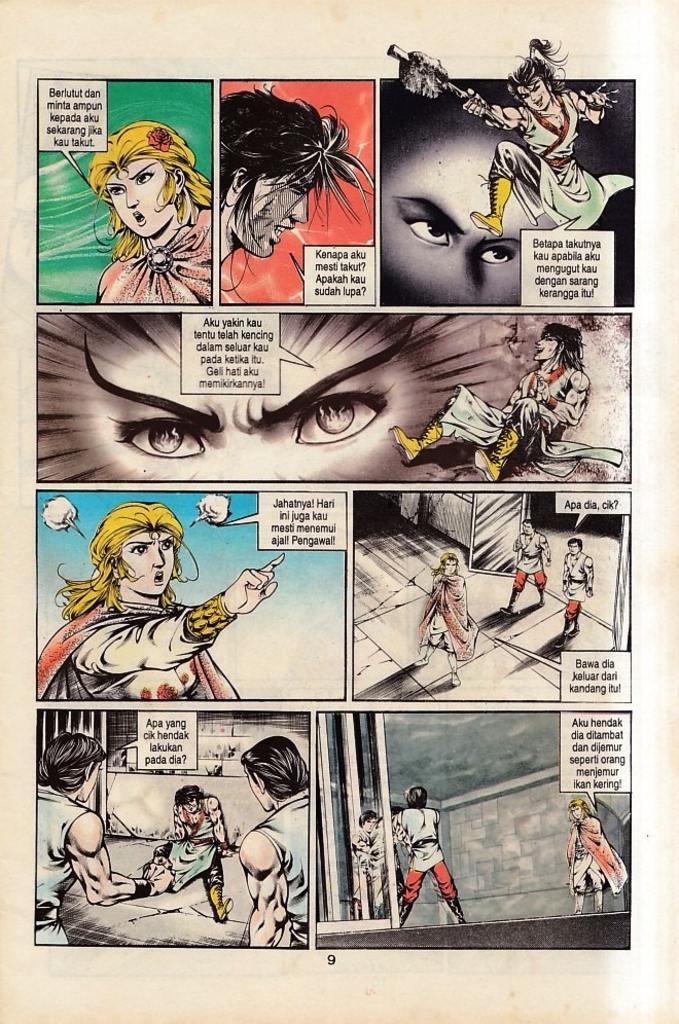 Berlutut dan
minta ampun
kepada aku
sekarang jika
kau takut.
Kenapa aku
mesti takut?
Apakah kau
sudah lupa?
Betapa takutnya
kau apabila aku
mengugut kau
dengan sarang
kerangga itu!
Aku yakin kau
tentu telah kencing
dalam seluar kau
pada ketika itu.
Geli hati aku
memikirkannya!
Jahatnya! Hari
ini juga kau
mesti menemui
ajal! Pengawal!
Apa dia, cik?
Bawa dia
keluar dari
kandang itu!
Apa yang
cik hendak
lakukan
pada dia?
Aku hendak
dia ditambat
dan dijemur
seperti orang
menjemur
ikan kering!
9